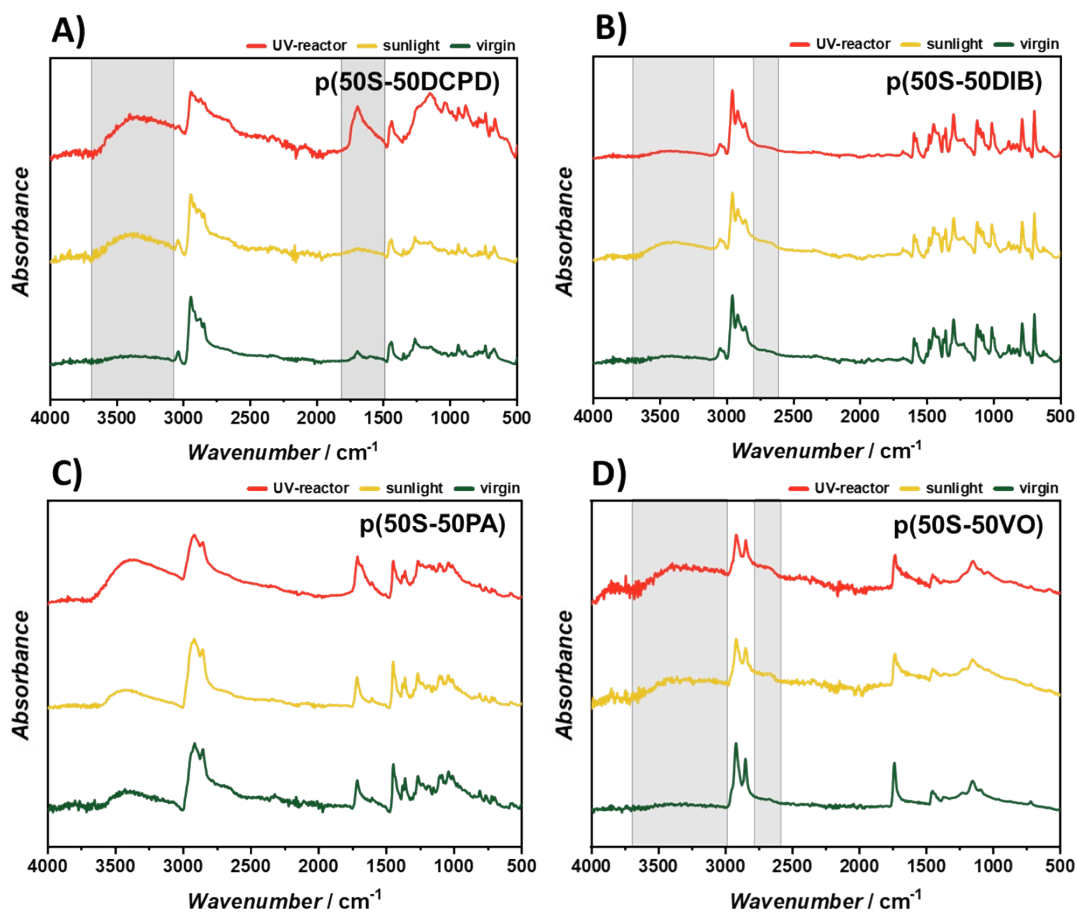 A)
UV-reactor sunlight virgin
p(50S-50DCPD)
Absorbance
4000 3500 3000 2500 2000 1500 1000 500
Wavenumber / cm⁻¹
B)
UV-reactor sunlight virgin
p(50S-50DIB)
Absorbance
4000 3500 3000 2500 2000 1500 1000 500
Wavenumber / cm⁻¹
C)
UV-reactor sunlight virgin
p(50S-50PA)
Absorbance
4000 3500 3000 2500 2000 1500 1000 500
Wavenumber / cm⁻¹
D)
UV-reactor sunlight virgin
p(50S-50VO)
Absorbance
4000 3500 3000 2500 2000 1500 1000 500
Wavenumber / cm⁻¹